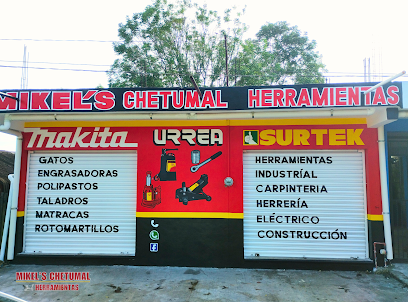 MIKEL'S CHETUMAL HERRAMIENTAS
makita
URREA
SURTEK
GATOS
ENGRASADORAS
POLIPASTOS
TALADROS
MATRACAS
ROTOMARTILLOS
HERRAMIENTAS
INDUSTRÍAL
CARPINTERIA
HERRERÍA
ELÉCTRICO
CONSTRUCCIÓN
MIKEL'S CHETUMAL
HERRAMIENTAS